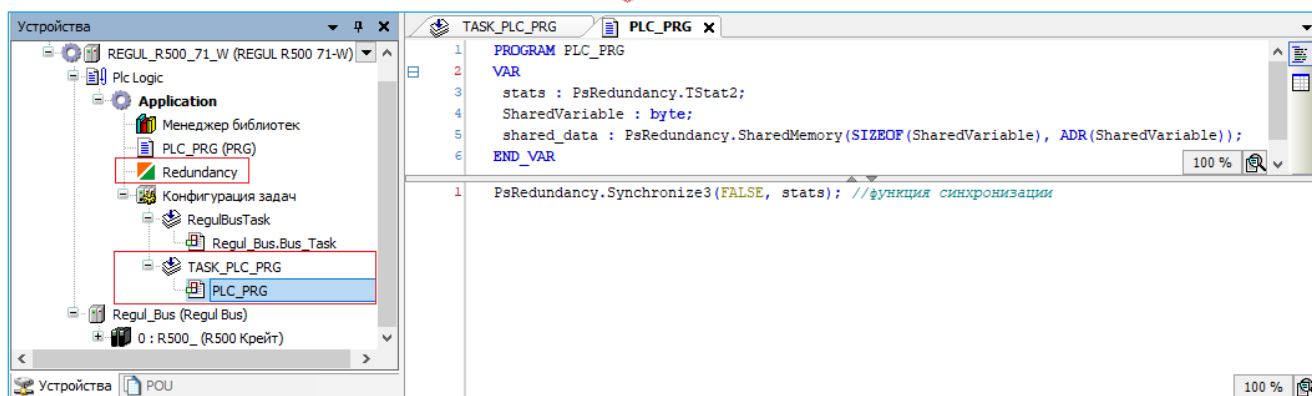 Устройства
REGUL_R500_71_W (REGUL R500 71-W)
Plc Logic
Application
Менеджер библиотек
PLC_PRG (PRG)
Redundancy
Конфигурация задач
RegulBusTask
Regul_Bus.Bus_Task
TASK_PLC_PRG
PLC_PRG
Regul_Bus (Regul Bus)
0 : R500_ (R500 Крейт)
Устройства POU
TASK_PLC_PRG PLC_PRG
1 PROGRAM PLC_PRG
2 VAR
3 stats : PsRedundancy.TStat2;
4 SharedVariable : byte;
5 shared_data : PsRedundancy.SharedMemory(SIZEOF(SharedVariable), ADR(SharedVariable));
6 END_VAR
100 %
1 PsRedundancy.Synchronize3(FALSE, stats); //функция синхронизации
100 %